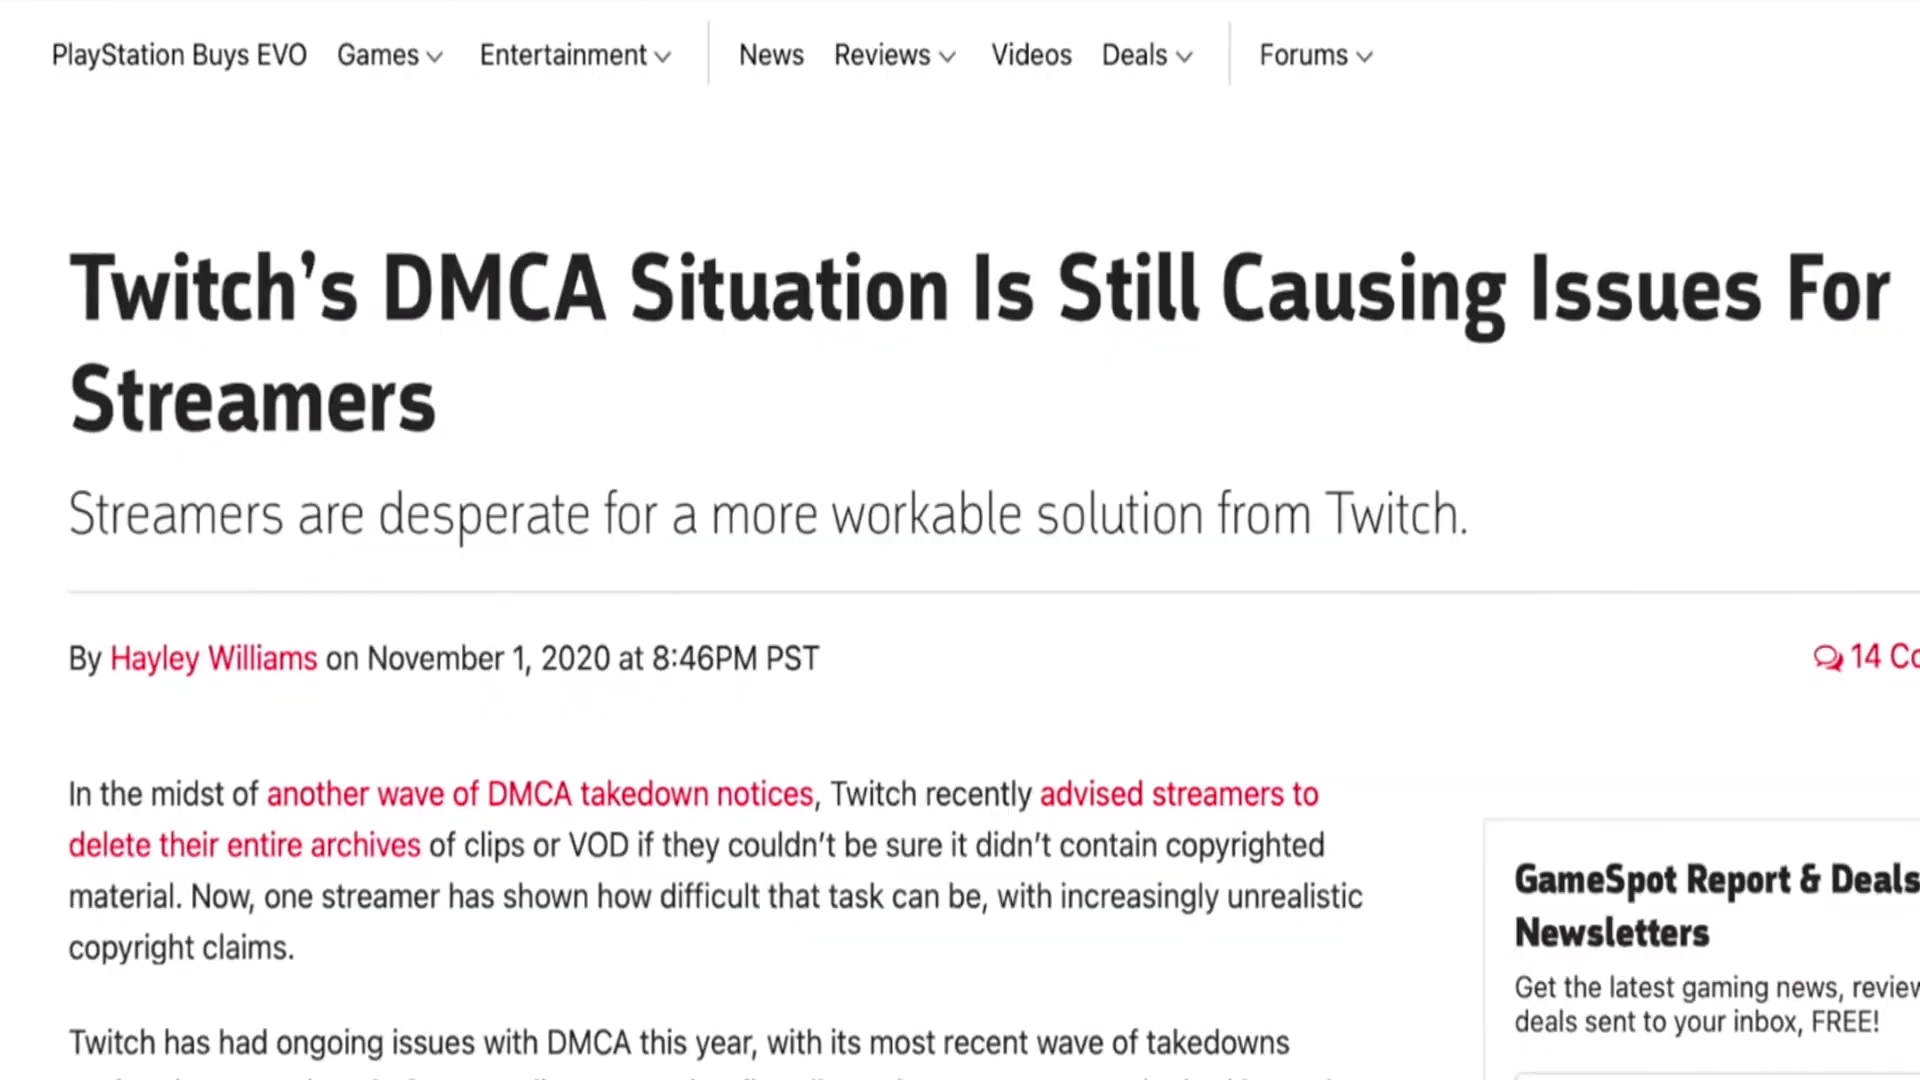 PlayStation Buys EVO Games Entertainment News Reviews Videos Deals Forums
Twitch’s DMCA Situation Is Still Causing Issues For
Streamers
Streamers are desperate for a more workable solution from Twitch.
By Hayley Williams on November 1, 2020 at 8:46PM PST
14 Co
In the midst of another wave of DMCA takedown notices, Twitch recently advised streamers to
delete their entire archives of clips or VOD if they couldn’t be sure it didn’t contain copyrighted
material. Now, one streamer has shown how difficult that task can be, with increasingly unrealistic
copyright claims.
Twitch has had ongoing issues with DMCA this year, with its most recent wave of takedowns
GameSpot Report & Deals
Newsletters
Get the latest gaming news, review
deals sent to your inbox, FREE!